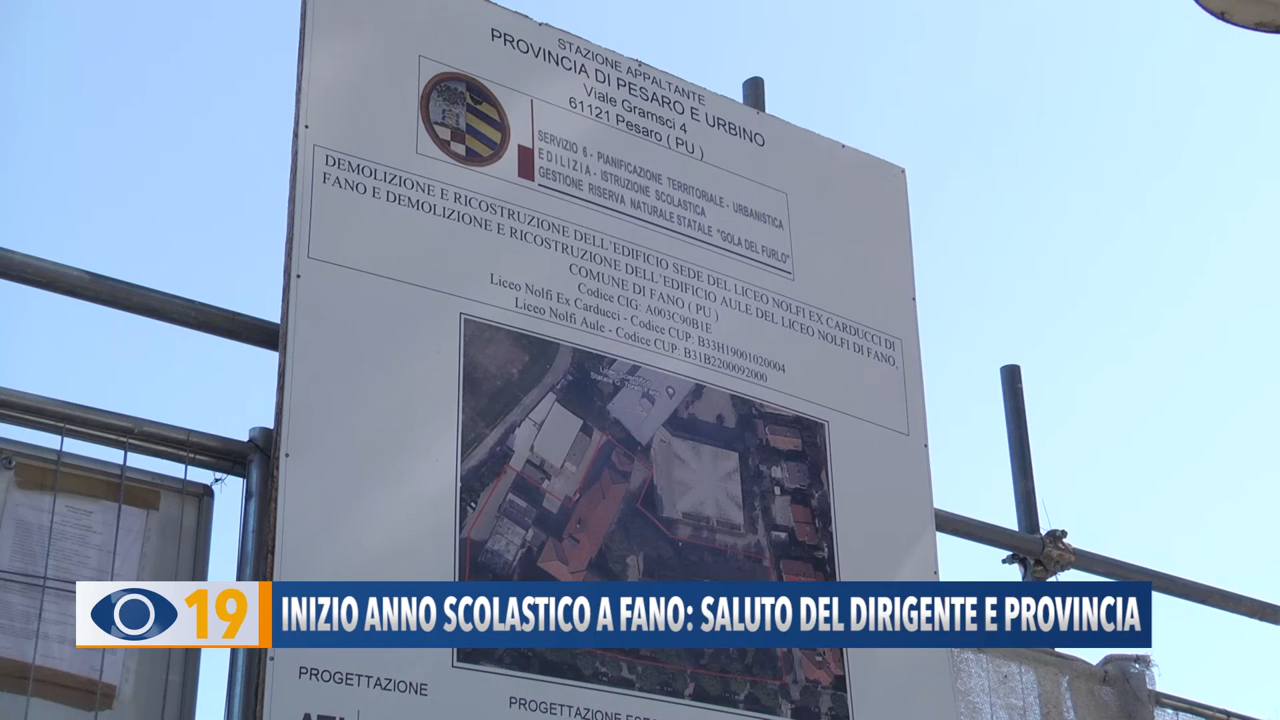 STAZIONE APPALTANTE
PROVINCIA DI PESARO E URBINO
Viale Gramsci 4
61121 Pesaro ( PU )
SERVIZIO 6 - PIANIFICAZIONE TERRITORIALE - URBANISTICA
EDILIZIA - ISTRUZIONE SCOLASTICA
GESTIONE RISERVA NATURALE STATALE "GOLA DEL FURLO"
DEMOLIZIONE E RICOSTRUZIONE DELL'EDIFICIO SEDE DEL LICEO NOLFI EX CARDUCCI DI
FANO E DEMOLIZIONE E RICOSTRUZIONE DELL'EDIFICIO AULE DEL LICEO NOLFI DI FANO,
COMUNE DI FANO ( PU )
Codice CIG: A003C90B1E
Liceo Nolfi Ex Carducci - Codice CUP: B33H19001020004
Liceo Nolfi Aule - Codice CUP: B31B2200092000
19
INIZIO ANNO SCOLASTICO A FANO: SALUTO DEL DIRIGENTE E PROVINCIA
PROGETTAZIONE
PROGETTAZIONE